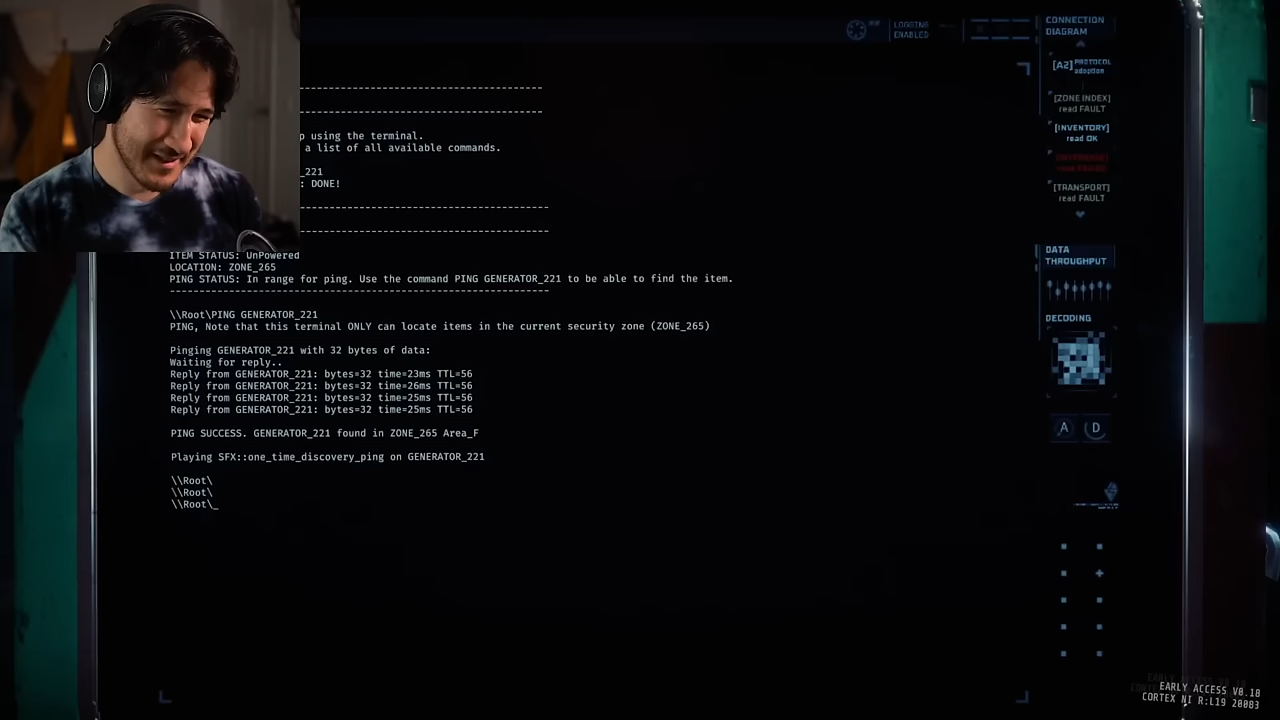 LOGGING
ENABLED
CONNECTION
DIAGRAM
[A2] PROTOCOL
adoption
[ZONE INDEX]
read FAULT
[INVENTORY]
read OK
[TRANSPORT]
read FAULT
DATA
THROUGHPUT
DECODING
A D
--------------------------------
--------------------------------
p using the terminal.
a list of all available commands.
_221
: DONE!
--------------------------------
--------------------------------
ITEM STATUS: UnPowered
LOCATION: ZONE_265
PING STATUS: In range for ping. Use the command PING GENERATOR_221 to be able to find the item.
----------------------------------------------------------------
\\Root\PING GENERATOR_221
PING, Note that this terminal ONLY can locate items in the current security zone (ZONE_265)
Pinging GENERATOR_221 with 32 bytes of data:
Waiting for reply..
Reply from GENERATOR_221: bytes=32 time=23ms TTL=56
Reply from GENERATOR_221: bytes=32 time=26ms TTL=56
Reply from GENERATOR_221: bytes=32 time=25ms TTL=56
Reply from GENERATOR_221: bytes=32 time=25ms TTL=56
PING SUCCESS. GENERATOR_221 found in ZONE_265 Area_F
Playing SFX::one_time_discovery_ping on GENERATOR_221
\\Root\
\\Root\
\\Root\_
EARLY ACCESS V0.18
CORTEX NI R:L19 20083